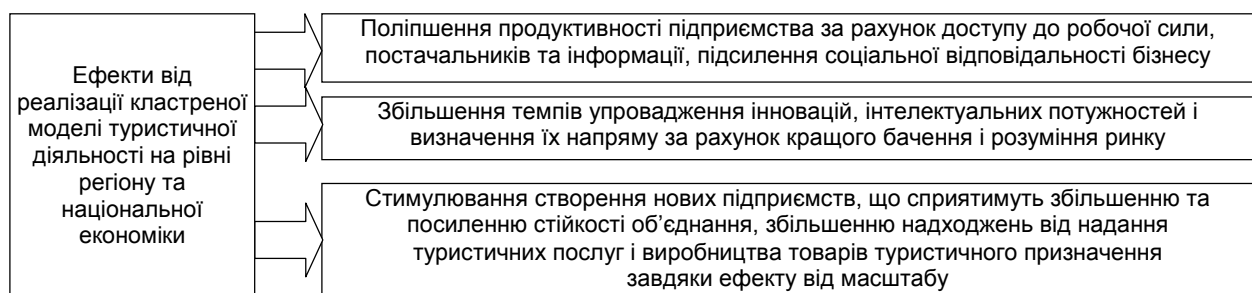 Ефекти від
реалізації кластреної
моделі туристичної
діяльності на рівні
регіону та
національної
економіки
Поліпшення продуктивності підприємства за рахунок доступу до робочої сили,
постачальників та інформації, підсилення соціальної відповідальності бізнесу
Збільшення темпів упровадження інновацій, інтелектуальних потужностей і
визначення їх напряму за рахунок кращого бачення і розуміння ринку
Стимулювання створення нових підприємств, що сприятимуть збільшенню та
посиленню стійкості об’єднання, збільшенню надходжень від надання
туристичних послуг і виробництва товарів туристичного призначення
завдяки ефекту від масштабу